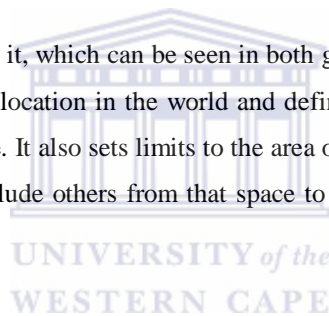 it, which can be seen in both g
location in the world and defin
. It also sets limits to the area o
lude others from that space to
UNIVERSITY of the
WESTERN CAPE